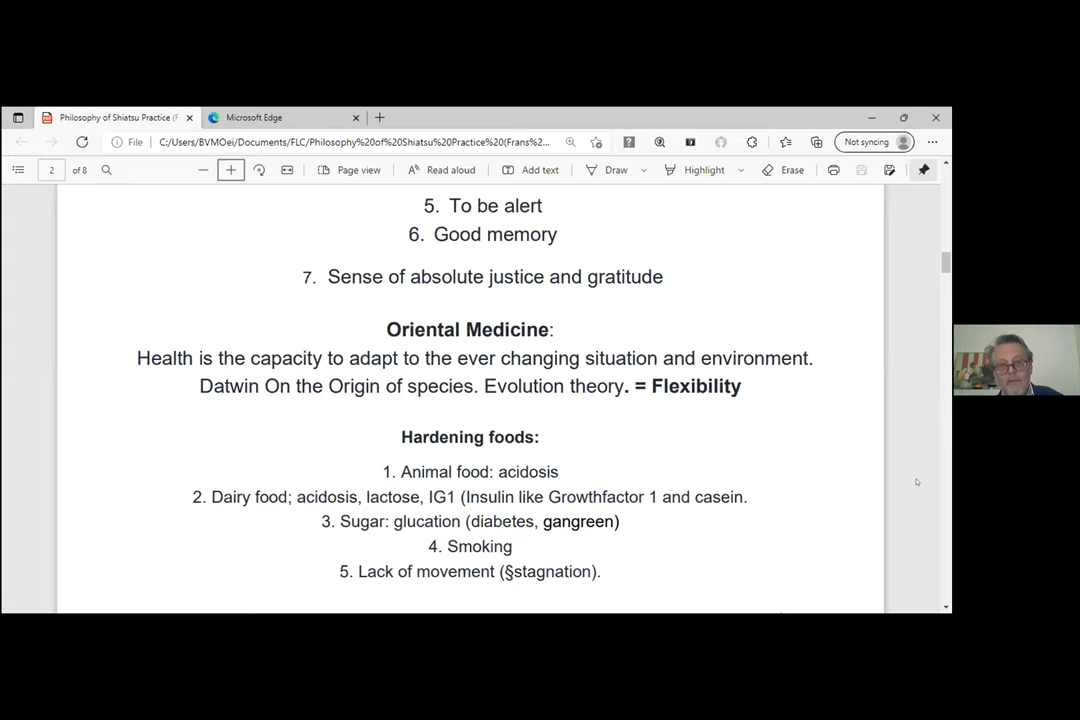 Philosophy of Shiatsu Practice (F
Microsoft Edge
File
C:/Users/BVMOei/Documents/FLC/Philosophy%20of%20Shiatsu%20Practice%20(Frans%2...
Not syncing
2 of 8
Page view
Read aloud
Add text
Draw
Highlight
Erase
5. To be alert
6. Good memory
7. Sense of absolute justice and gratitude
Oriental Medicine:
Health is the capacity to adapt to the ever changing situation and environment.
Datwin On the Origin of species. Evolution theory. = Flexibility
Hardening foods:
1. Animal food: acidosis
2. Dairy food; acidosis, lactose, IG1 (Insulin like Growthfactor 1 and casein.
3. Sugar: glucation (diabetes, gangreen)
4. Smoking
5. Lack of movement (§stagnation).